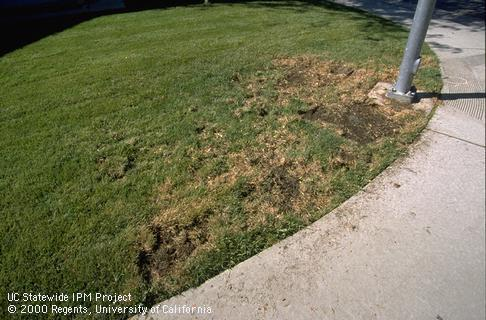 UC Statewide IPM Project
© 2000 Regents, University of California